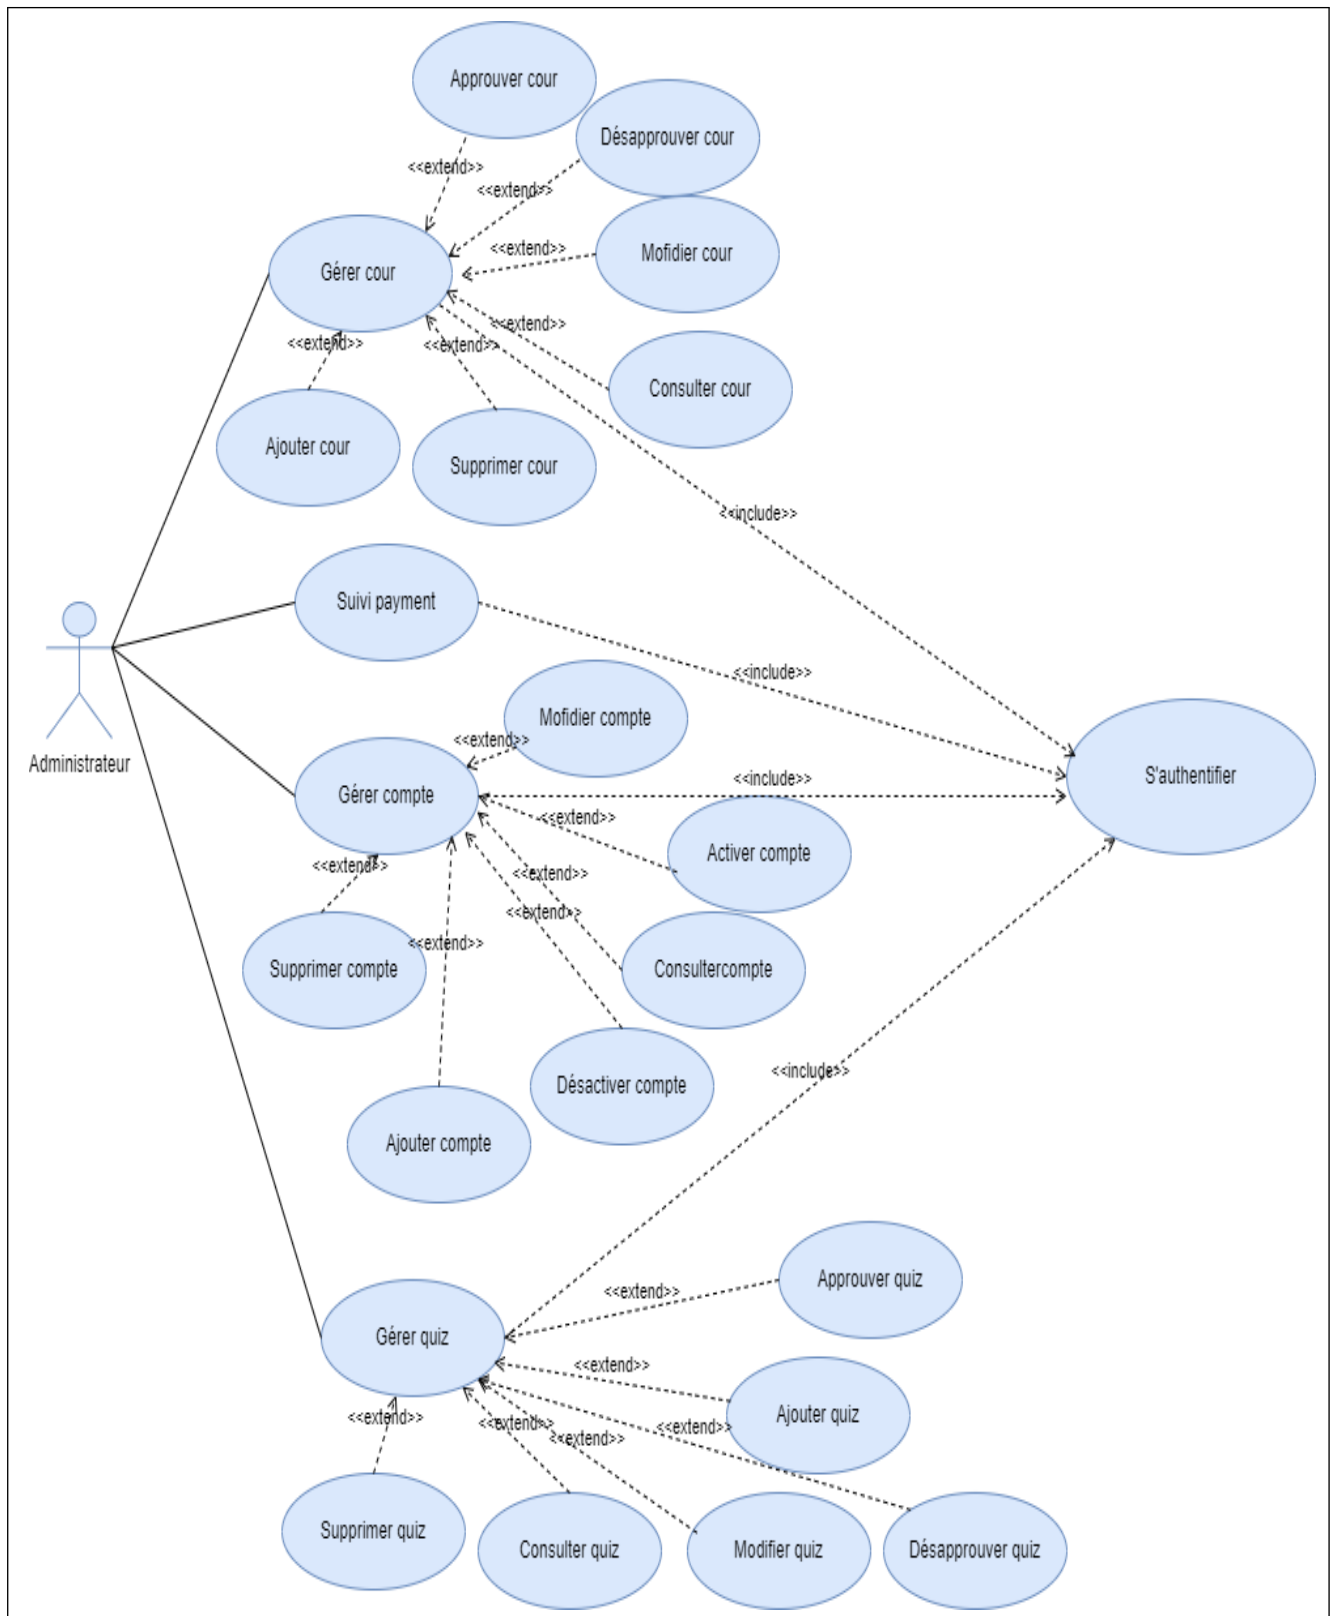 Approuver cour
Désapprouver cour
<<extend>>
<<extend>>
Mofidier cour
<<extend>>
Gérer cour
<<extend>>
<<extend>>
<<extend>>
Consulter cour
Ajouter cour
Supprimer cour
<<include>>
Suivi payment
<<include>>
Mofidier compte
<<extend>>
Administrateur
S'authentifier
<<include>>
Gérer compte
<<extend>>
Activer compte
<<extend>>
<<extend>>
<<extend>>
<<extend>>
Supprimer compte
Consultercompte
Désactiver compte
<<include>>
Ajouter compte
Approuver quiz
<<extend>>
Gérer quiz
<<extend>>
Ajouter quiz
<<extend>>
<<extend>>
<<extend>>
<<extend>>
Supprimer quiz
Consulter quiz
Modifier quiz
Désapprouver quiz